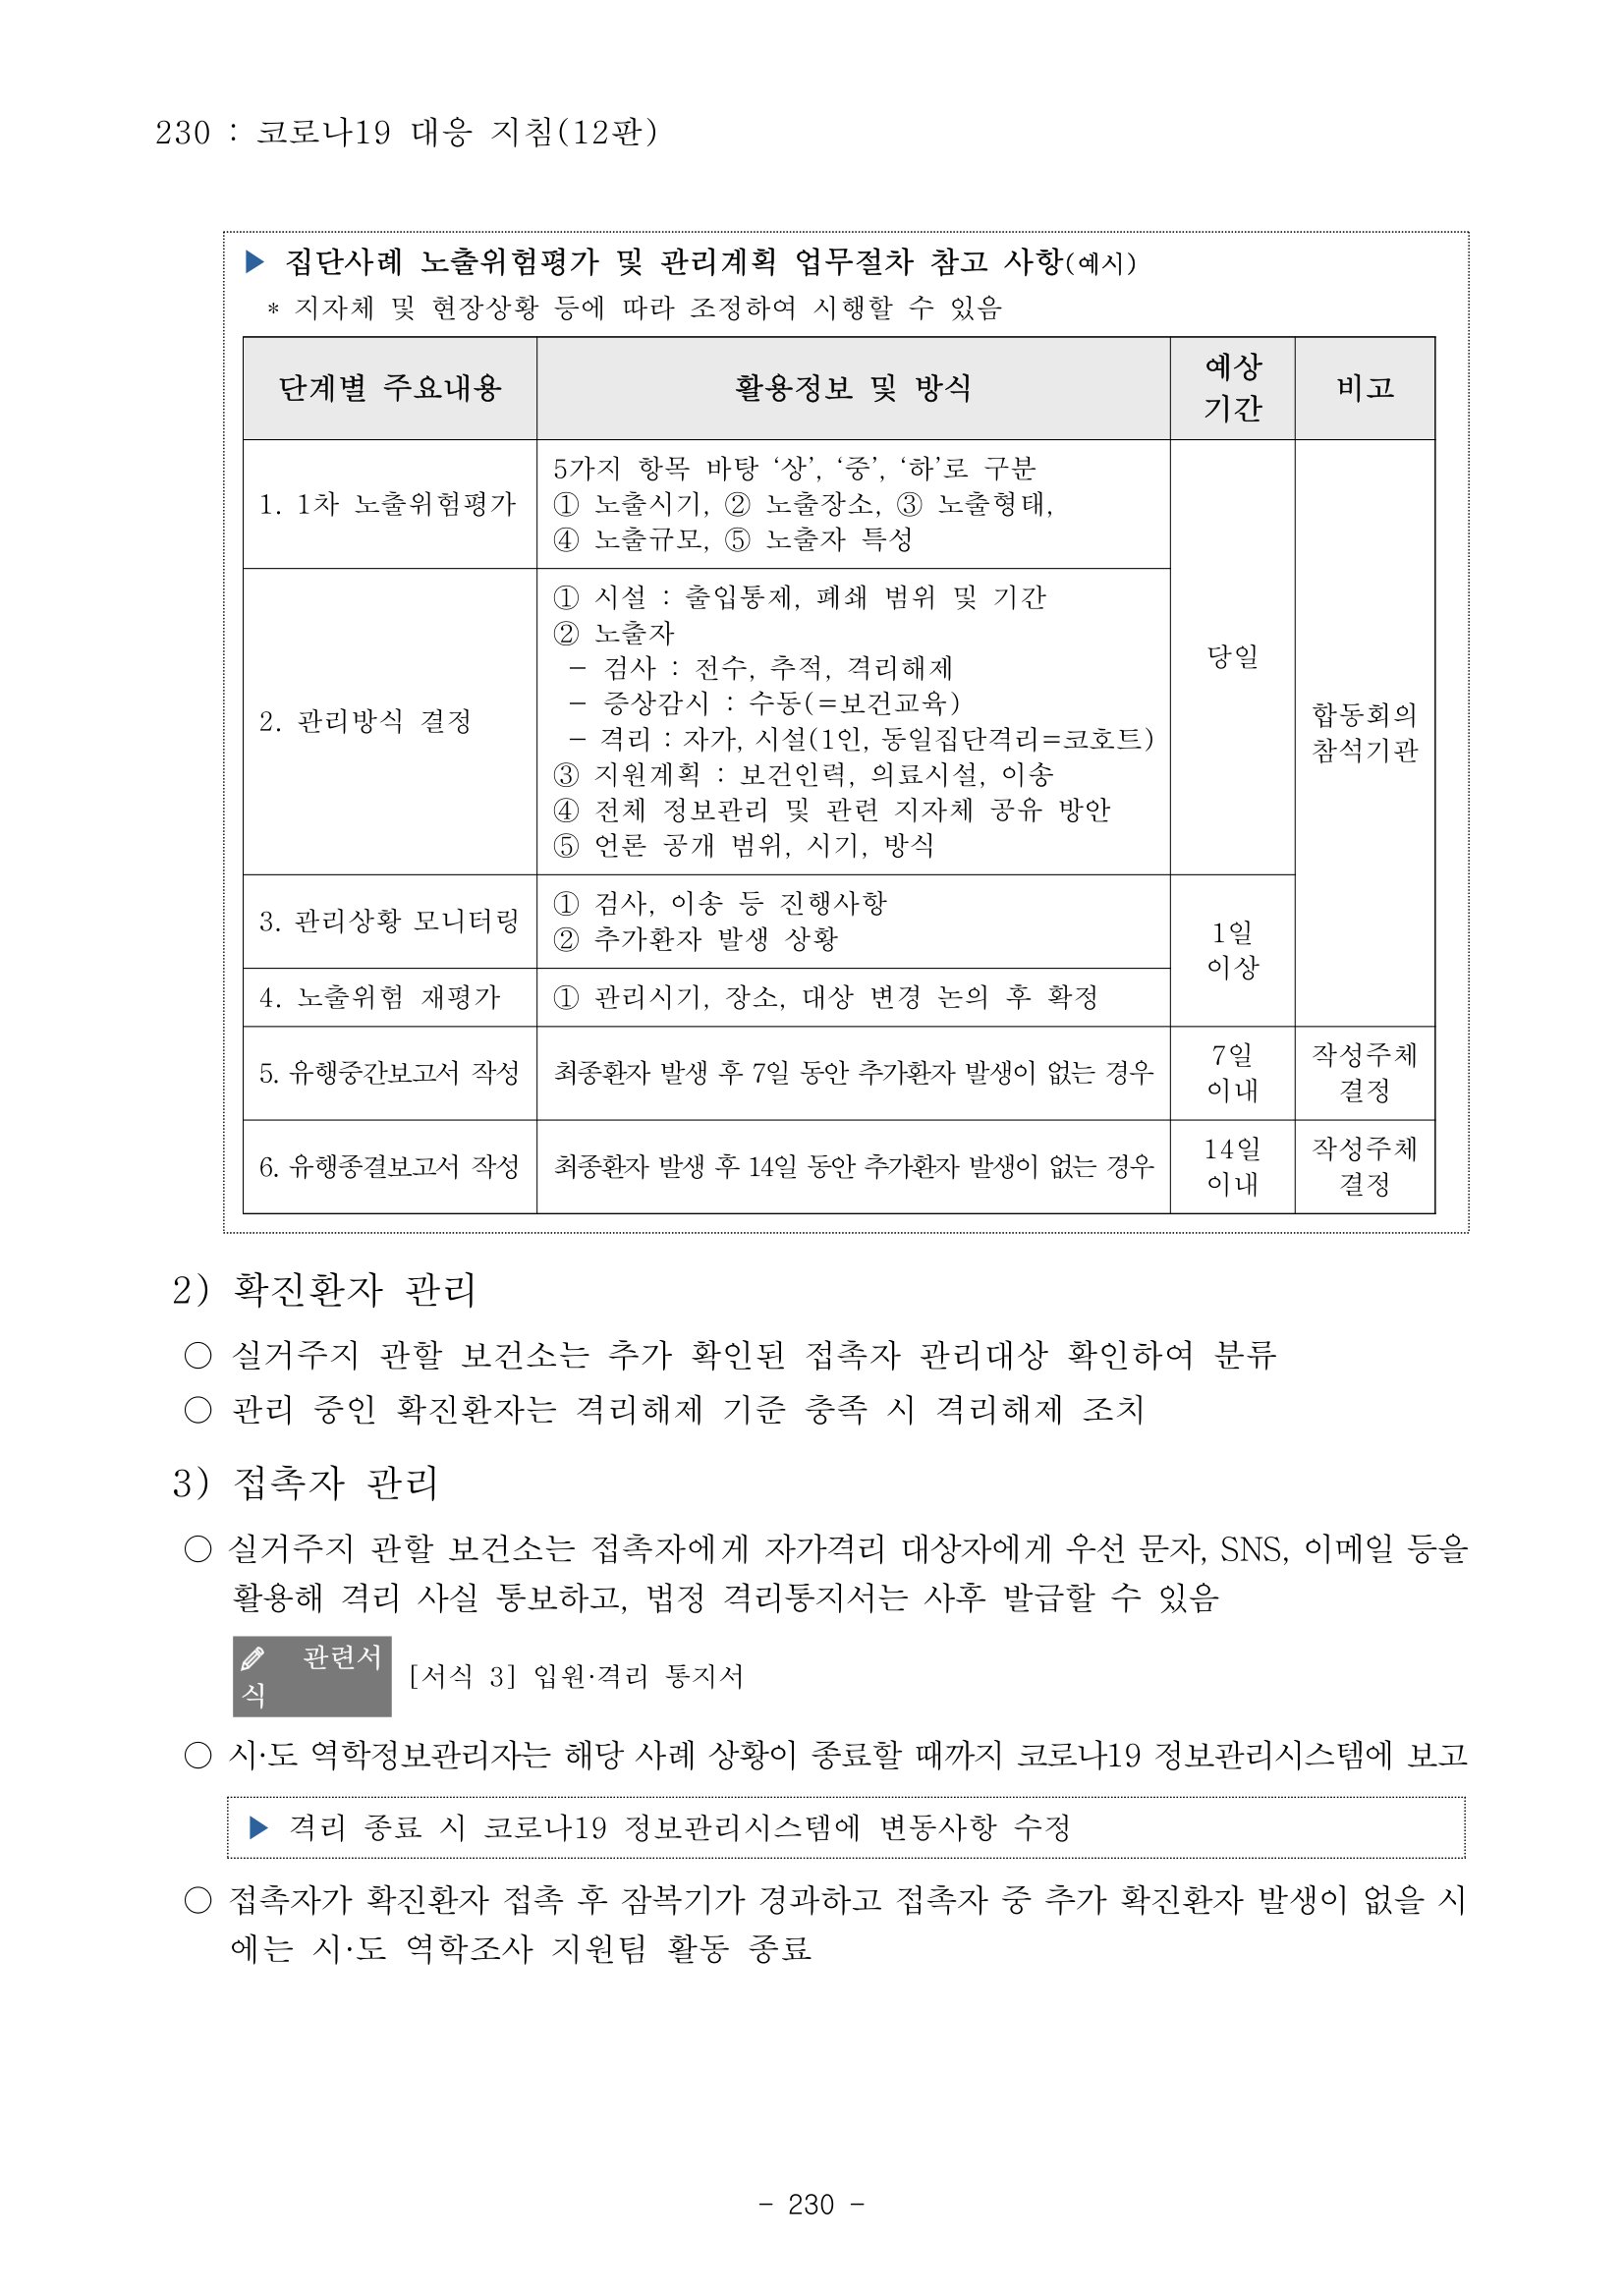 230 : 코로나19 대응 지침(12판)
▶ 집단사례 노출위험평가 및 관리계획 업무절차 참고 사항(예시)
* 지자체 및 현장상황 등에 따라 조정하여 시행할 수 있음
단계별 주요내용
활용정보 및 방식
예상
기간
비고
1. 1차 노출위험평가
5가지 항목 바탕 ‘상’, ‘중’, ‘하’로 구분
① 노출시기, ② 노출장소, ③ 노출형태,
④ 노출규모, ⑤ 노출자 특성
당일
합동회의
참석기관
2. 관리방식 결정
① 시설 : 출입통제, 폐쇄 범위 및 기간
② 노출자
- 검사 : 전수, 추적, 격리해제
- 증상감시 : 수동(=보건교육)
- 격리 : 자가, 시설(1인, 동일집단격리=코호트)
③ 지원계획 : 보건인력, 의료시설, 이송
④ 전체 정보관리 및 관련 지자체 공유 방안
⑤ 언론 공개 범위, 시기, 방식
3. 관리상황 모니터링
① 검사, 이송 등 진행사항
② 추가환자 발생 상황
1일
이상
4. 노출위험 재평가
① 관리시기, 장소, 대상 변경 논의 후 확정
5. 유행중간보고서 작성
최종환자 발생 후 7일 동안 추가환자 발생이 없는 경우
7일
이내
작성주체
결정
6. 유행종결보고서 작성
최종환자 발생 후 14일 동안 추가환자 발생이 없는 경우
14일
이내
작성주체
결정
2) 확진환자 관리
○ 실거주지 관할 보건소는 추가 확인된 접촉자 관리대상 확인하여 분류
○ 관리 중인 확진환자는 격리해제 기준 충족 시 격리해제 조치
3) 접촉자 관리
○ 실거주지 관할 보건소는 접촉자에게 자가격리 대상자에게 우선 문자, SNS, 이메일 등을
활용해 격리 사실 통보하고, 법정 격리통지서는 사후 발급할 수 있음
관련서
식
[서식 3] 입원·격리 통지서
○ 시·도 역학정보관리자는 해당 사례 상황이 종료할 때까지 코로나19 정보관리시스템에 보고
▶ 격리 종료 시 코로나19 정보관리시스템에 변동사항 수정
○ 접촉자가 확진환자 접촉 후 잠복기가 경과하고 접촉자 중 추가 확진환자 발생이 없을 시
에는 시·도 역학조사 지원팀 활동 종료
- 230 -